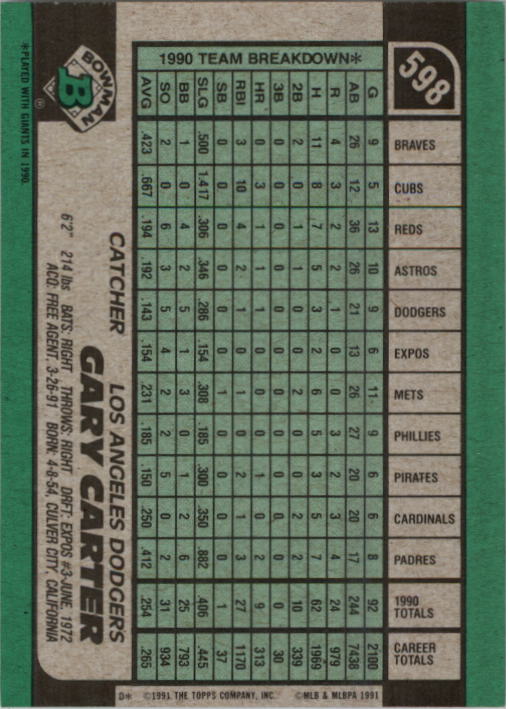 598
1990 TEAM BREAKDOWN*
G AB R H 2B 3B HR RBI SB SLG BB SO AVG
BRAVES 9 26 4 11 2 0 0 3 0 .500 1 2 .423
CUBS 5 12 3 8 0 0 3 10 0 1.417 0 0 .667
REDS 13 36 2 7 1 0 1 4 0 .306 4 6 .194
ASTROS 10 26 2 5 1 0 1 2 0 .346 2 3 .192
DODGERS 9 21 1 3 0 0 1 1 0 .286 5 5 .143
EXPOS 6 13 0 2 0 0 0 0 0 .154 1 4 .154
METS 11 26 0 6 2 0 0 1 1 .308 3 2 .231
PHILLIES 9 27 3 5 0 0 0 0 0 .185 0 2 .185
PIRATES 6 20 2 3 0 0 1 2 0 .300 1 5 .150
CARDINALS 6 20 3 5 2 0 0 1 0 .350 2 0 .250
PADRES 8 17 4 7 2 0 2 3 0 .882 6 2 .412
1990 TOTALS 92 244 24 62 10 0 9 27 1 .406 25 31 .254
CAREER TOTALS 2100 7438 979 1969 339 30 313 1170 37 .445 793 934 .265
BOWMAN
B
®
CATCHER LOS ANGELES DODGERS
GARY CARTER
6'2" 214 lbs BATS: RIGHT THROWS: RIGHT DRFT: EXPOS #3-JUNE, 1972
ACQ: FREE AGENT, 3-26-91 BORN: 4-8-54, CULVER CITY, CALIFORNIA
*PLAYED WITH GIANTS IN 1990.
D* ©1991 THE TOPPS COMPANY, INC. ©MLB & MLBPA 1991